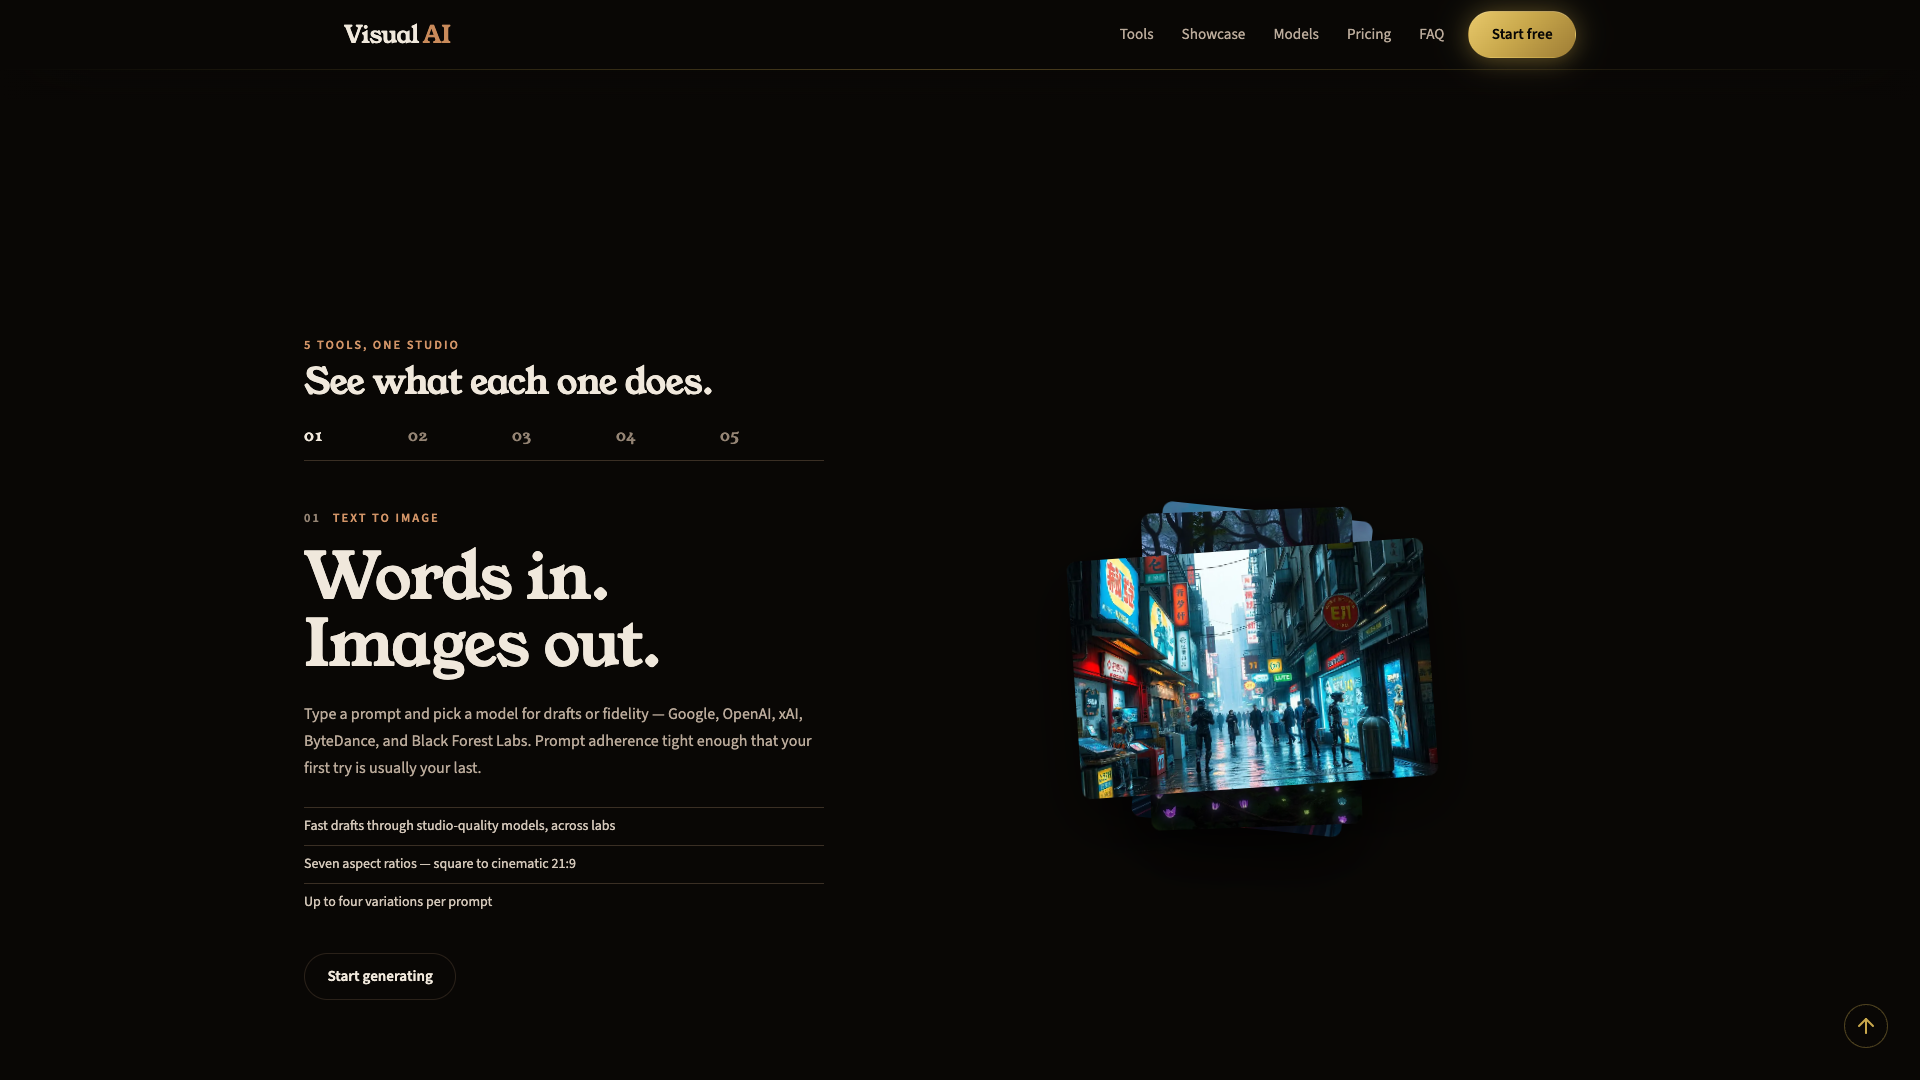 Visual AI
Tools
Showcase
Models
Pricing
FAQ
Start free
5 TOOLS, ONE STUDIO
See what each one does.
01
02
03
04
05
01 TEXT TO IMAGE
Words in.
Images out.
Type a prompt and pick a model for drafts or fidelity — Google, OpenAI, xAI,
ByteDance, and Black Forest Labs. Prompt adherence tight enough that your
first try is usually your last.
Fast drafts through studio-quality models, across labs
Seven aspect ratios — square to cinematic 21:9
Up to four variations per prompt
Start generating